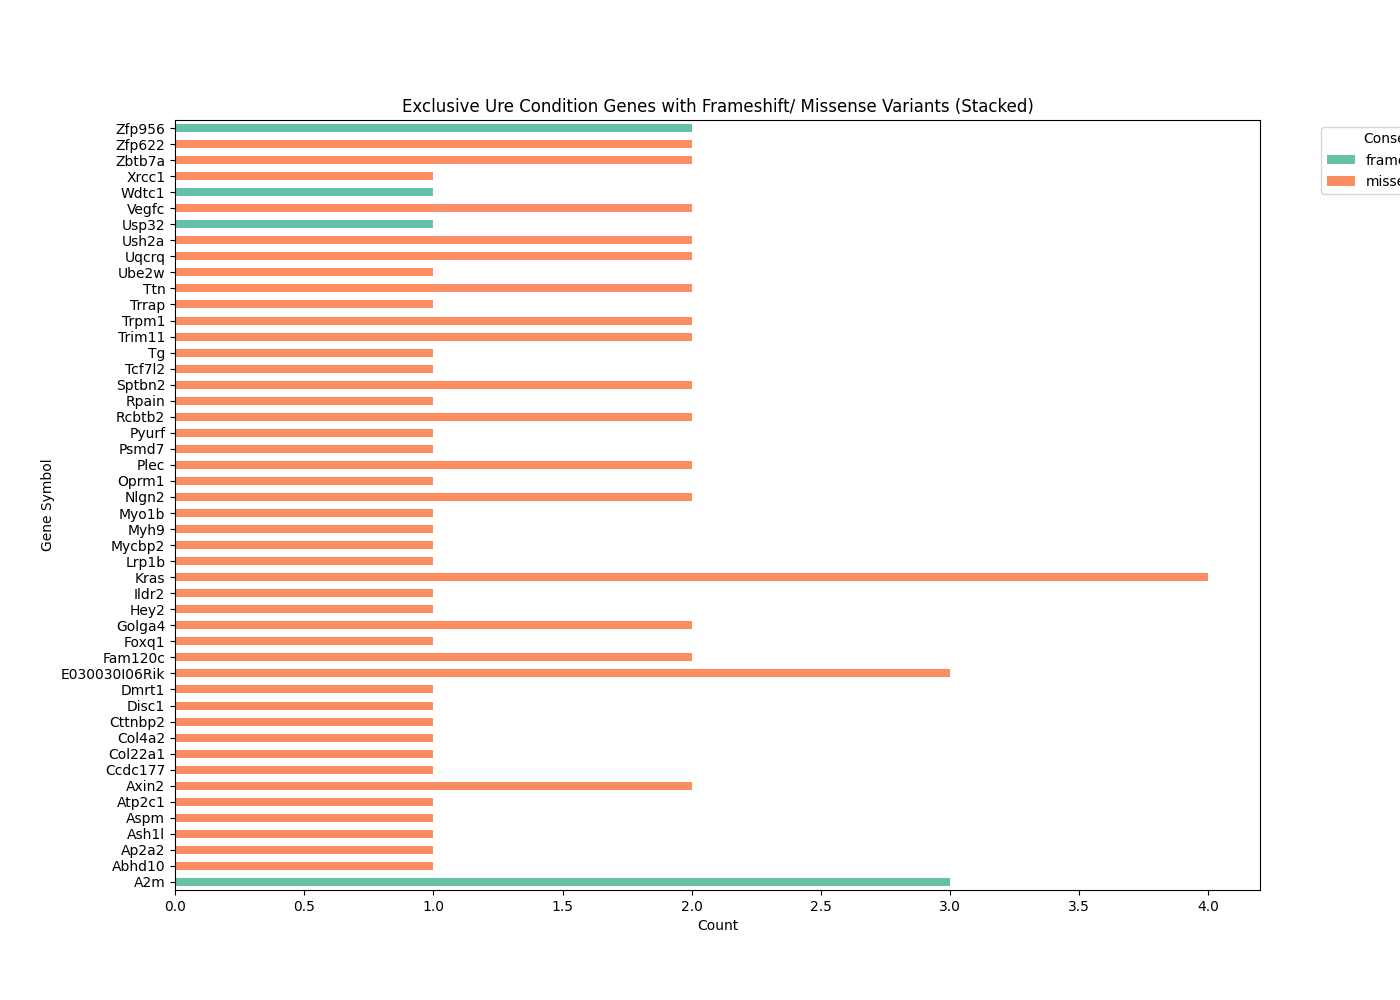 Exclusive Ure Condition Genes with Frameshift/ Missense Variants (Stacked)
Zfp956
Zfp622
Zbtb7a
Xrcc1
Wdtc1
Vegfc
Usp32
Ush2a
Uqcrq
Ube2w
Ttn
Trrap
Trpm1
Trim11
Tg
Tcf7l2
Sptbn2
Rpain
Rcbtb2
Pyurf
Psmd7
Plec
Oprm1
Nlgn2
Myo1b
Myh9
Mycbp2
Lrp1b
Kras
Ildr2
Hey2
Golga4
Foxq1
Fam120c
E030030I06Rik
Dmrt1
Disc1
Cttnbp2
Col4a2
Col22a1
Ccdc177
Axin2
Atp2c1
Aspm
Ash1l
Ap2a2
Abhd10
A2m
Gene Symbol
0.0 0.5 1.0 1.5 2.0 2.5 3.0 3.5 4.0
Count